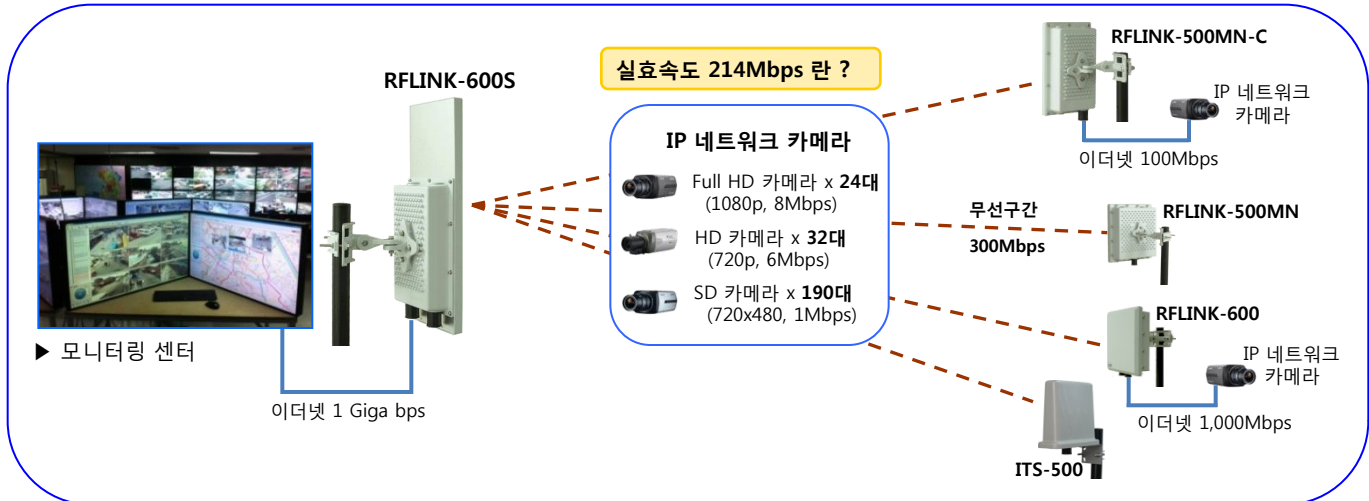 RFLINK-600S
▶ 모니터링 센터
이더넷 1 Giga bps
실효속도 214Mbps 란 ?
IP 네트워크 카메라
Full HD 카메라 x 24대
(1080p, 8Mbps)
HD 카메라 x 32대
(720p, 6Mbps)
SD 카메라 x 190대
(720x480, 1Mbps)
RFLINK-500MN-C
IP 네트워크
카메라
이더넷 100Mbps
무선구간
300Mbps
RFLINK-500MN
RFLINK-600
IP 네트워크
카메라
이더넷 1,000Mbps
ITS-500